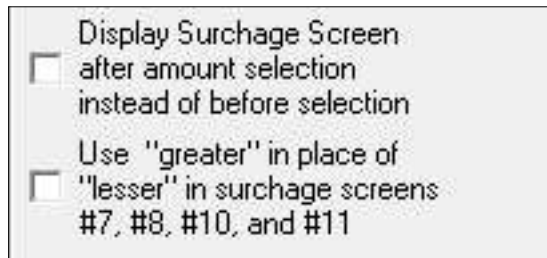 Display Surchage Screen
after amount selection
instead of before selection
Use "greater" in place of
"lesser" in surchage screens
#7, #8, #10, and #11